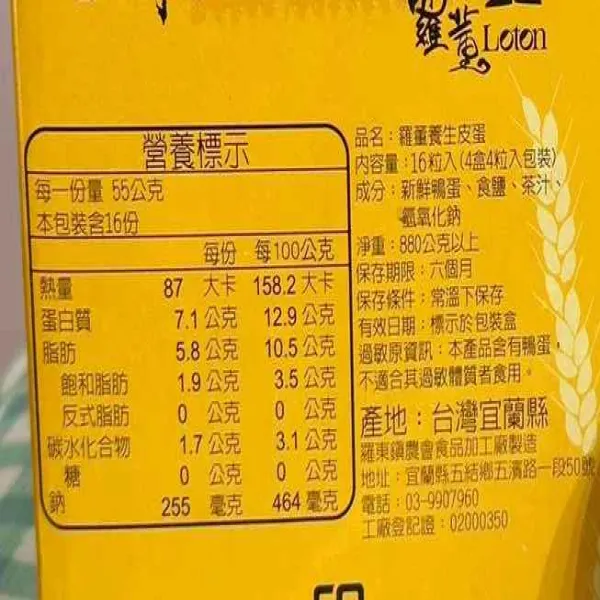 羅董 Loton
營養標示
每一份量 55公克
本包裝含16份
每份 每100公克
熱量 87 大卡 158.2 大卡
蛋白質 7.1 公克 12.9 公克
脂肪 5.8 公克 10.5 公克
飽和脂肪 1.9 公克 3.5 公克
反式脂肪 0 公克 0 公克
碳水化合物 1.7 公克 3.1 公克
糖 0 公克 0 公克
鈉 255 毫克 464 毫克
品名：羅董養生皮蛋
內容量：16粒入(4盒4粒入包裝)
成分：新鮮鴨蛋、食鹽、茶汁、
氫氧化鈉
淨重：880公克以上
保存期限：六個月
保存條件：常溫下保存
有效日期：標示於包裝盒
過敏原資訊：本產品含有鴨蛋，
不適合其過敏體質者食用。
產地：台灣宜蘭縣
羅東鎮農會食品加工廠製造
地址：宜蘭縣五結鄉五濱路一段50號
電話：03-9907960
工廠登記證：02000350